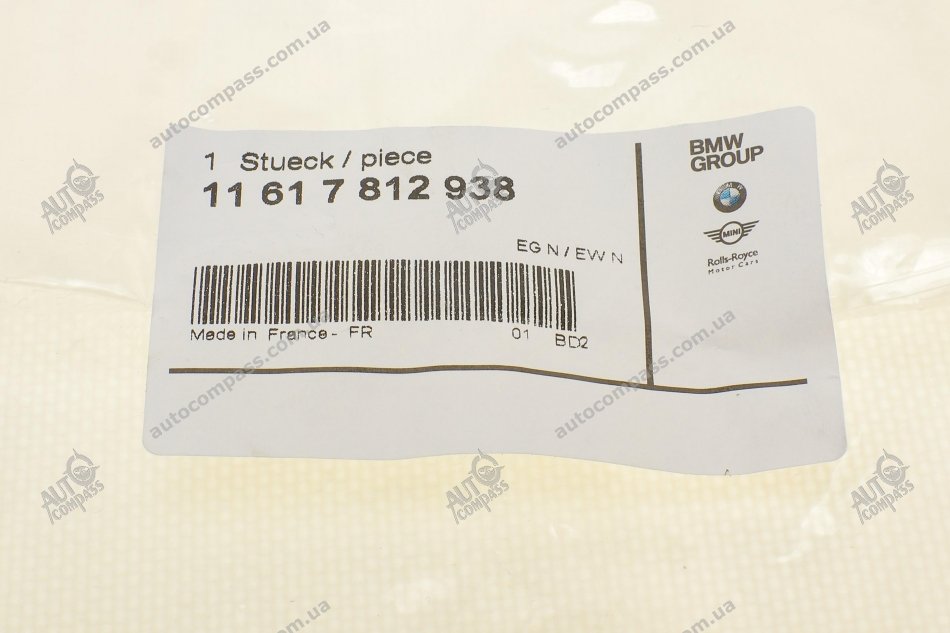 1 Stueck / piece
11 61 7 812 938
EG N / EW N
Made in France - FR 01 BD2
BMW
GROUP
MINI
Rolls-Royce
Motor Cars
autocompass.com.ua
autocompass.com.ua
autocompass.com.ua
autocompass.com.ua
autocompass.com.ua
autocompass.com.ua
AUTO
COMPASS
AUTO
COMPASS
AUTO
COMPASS
AUTO
COMPASS
AUTO
COMPASS
AUTO
COMPASS